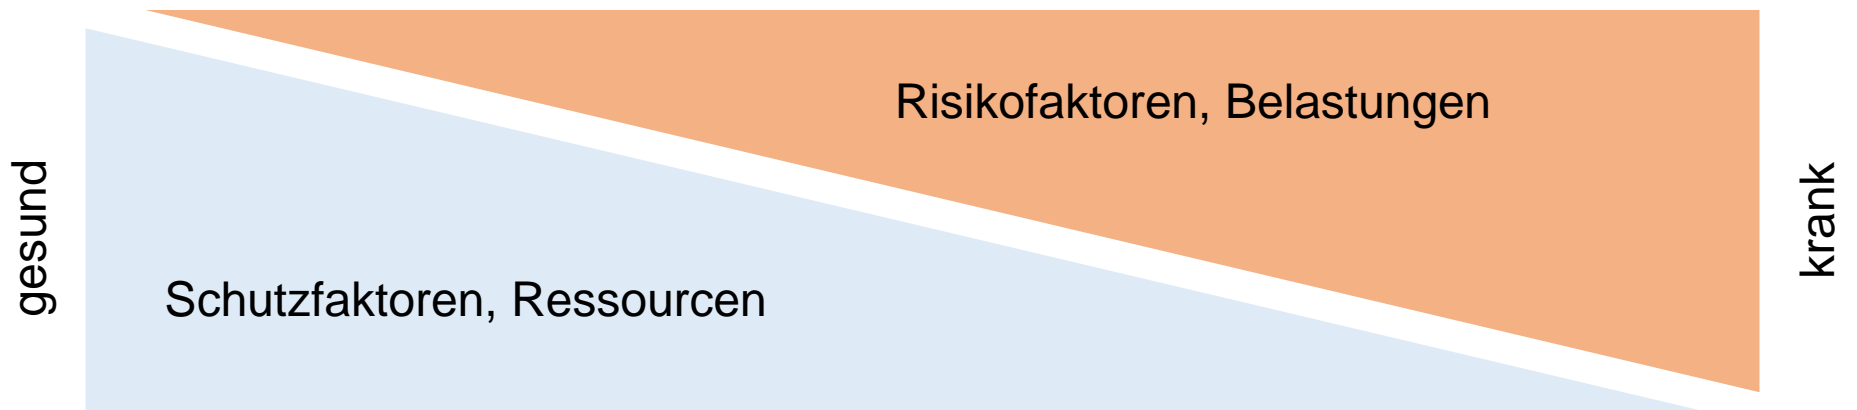 Risikofaktoren, Belastungen
gesund
krank
Schutzfaktoren, Ressourcen